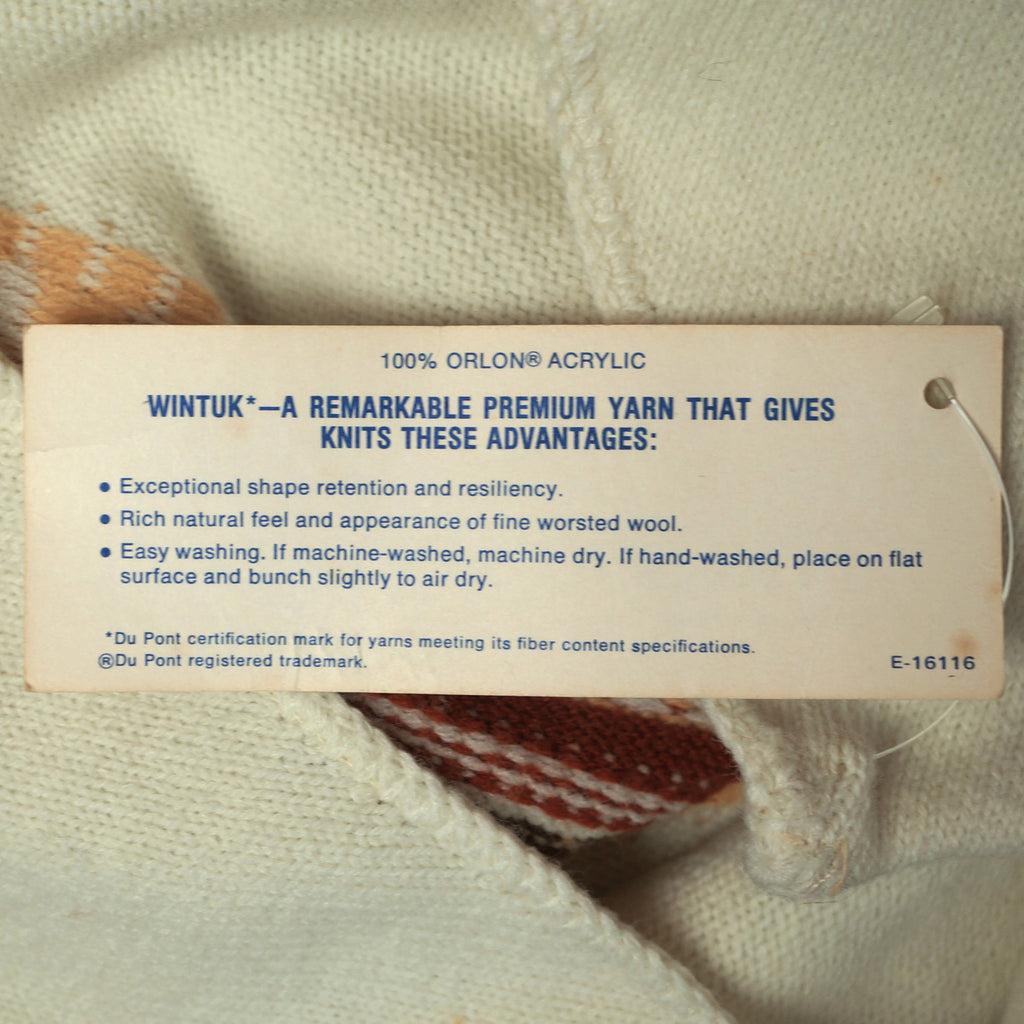 100% ORLON® ACRYLIC
WINTUK*—A REMARKABLE PREMIUM YARN THAT GIVES
KNITS THESE ADVANTAGES:
● Exceptional shape retention and resiliency.
● Rich natural feel and appearance of fine worsted wool.
● Easy washing. If machine-washed, machine dry. If hand-washed, place on flat
surface and bunch slightly to air dry.
*Du Pont certification mark for yarns meeting its fiber content specifications.
®Du Pont registered trademark.
E-16116